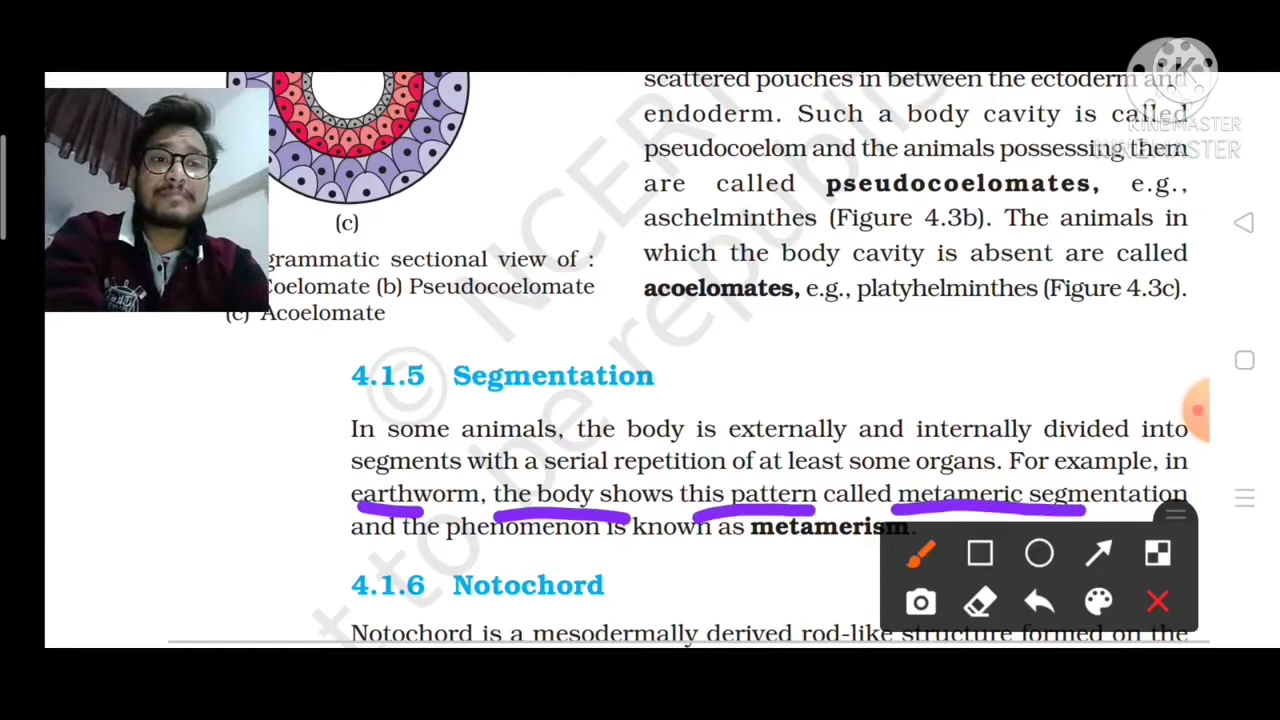 scattered pouches in between the ectoderm and
endoderm. Such a body cavity is called
pseudocoelom and the animals possessing them
are called pseudocoelomates, e.g.,
aschelminthes (Figure 4.3b). The animals in
which the body cavity is absent are called
acoelomates, e.g., platyhelminthes (Figure 4.3c).
KINEMASTER
KINEMASTER
(c)
grammatic sectional view of :
Coelomate (b) Pseudocoelomate
(c) Acoelomate
© NCERT
to be republis
4.1.5 Segmentation
In some animals, the body is externally and internally divided into
segments with a serial repetition of at least some organs. For example, in
earthworm, the body shows this pattern called metameric segmentation
and the phenomenon is known as metamerism.
4.1.6 Notochord
Notochord is a mesodermally derived rod-like structure formed on the